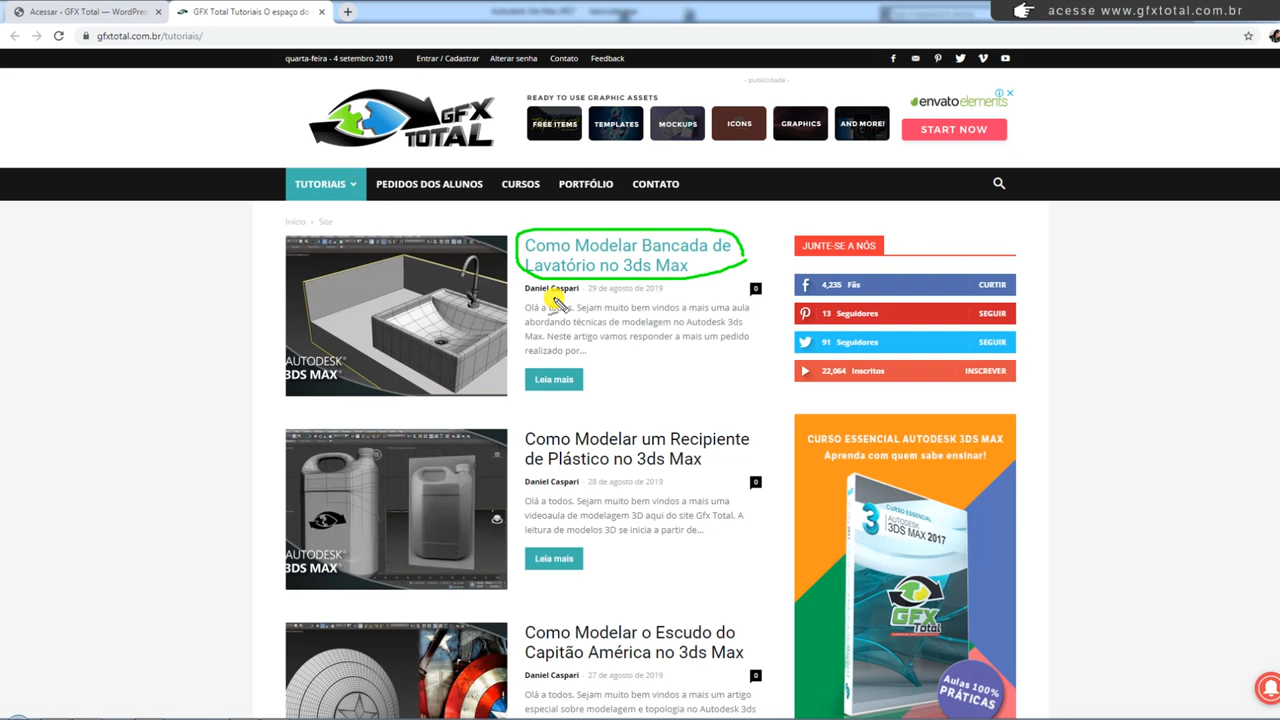 Acessar ‹ GFX Total — WordPres
GFX Total Tutoriais O espaço do
acesse www.gfxtotal.com.br
gfxtotal.com.br/tutoriais/
quarta-feira - 4 setembro 2019
Entrar / Cadastrar
Alterar senha
Contato
Feedback
- publicidade -
GFX
TOTAL
READY TO USE GRAPHIC ASSETS
FREE ITEMS
TEMPLATES
MOCKUPS
ICONS
GRAPHICS
AND MORE!
envatoelements
START NOW
TUTORIAIS
PEDIDOS DOS ALUNOS
CURSOS
PORTFÓLIO
CONTATO
Início › Site
AUTODESK®
3DS MAX®
Como Modelar Bancada de
Lavatório no 3ds Max
Daniel Caspari - 29 de agosto de 2019
0
Olá a todos. Sejam muito bem vindos a mais uma aula
abordando técnicas de modelagem no Autodesk 3ds
Max. Neste artigo vamos responder a mais um pedido
realizado por...
Leia mais
AUTODESK®
3DS MAX®
Como Modelar um Recipiente
de Plástico no 3ds Max
Daniel Caspari - 28 de agosto de 2019
0
Olá a todos. Sejam muito bem vindos a mais uma
videoaula de modelagem 3D aqui do site Gfx Total. A
leitura de modelos 3D se inicia a partir de...
Leia mais
Como Modelar o Escudo do
Capitão América no 3ds Max
Daniel Caspari - 27 de agosto de 2019
0
Olá a todos. Sejam muito bem vindos a mais um artigo
especial sobre modelagem e topologia no Autodesk 3ds
JUNTE-SE A NÓS
4,235 Fãs CURTIR
13 Seguidores SEGUIR
91 Seguidores SEGUIR
22,064 Inscritos INSCREVER
CURSO ESSENCIAL AUTODESK 3DS MAX
Aprenda com quem sabe ensinar!
3
CURSO ESSENCIAL
AUTODESK®
3DS MAX 2017
GFX
Total
Aulas 100%
PRÁTICAS